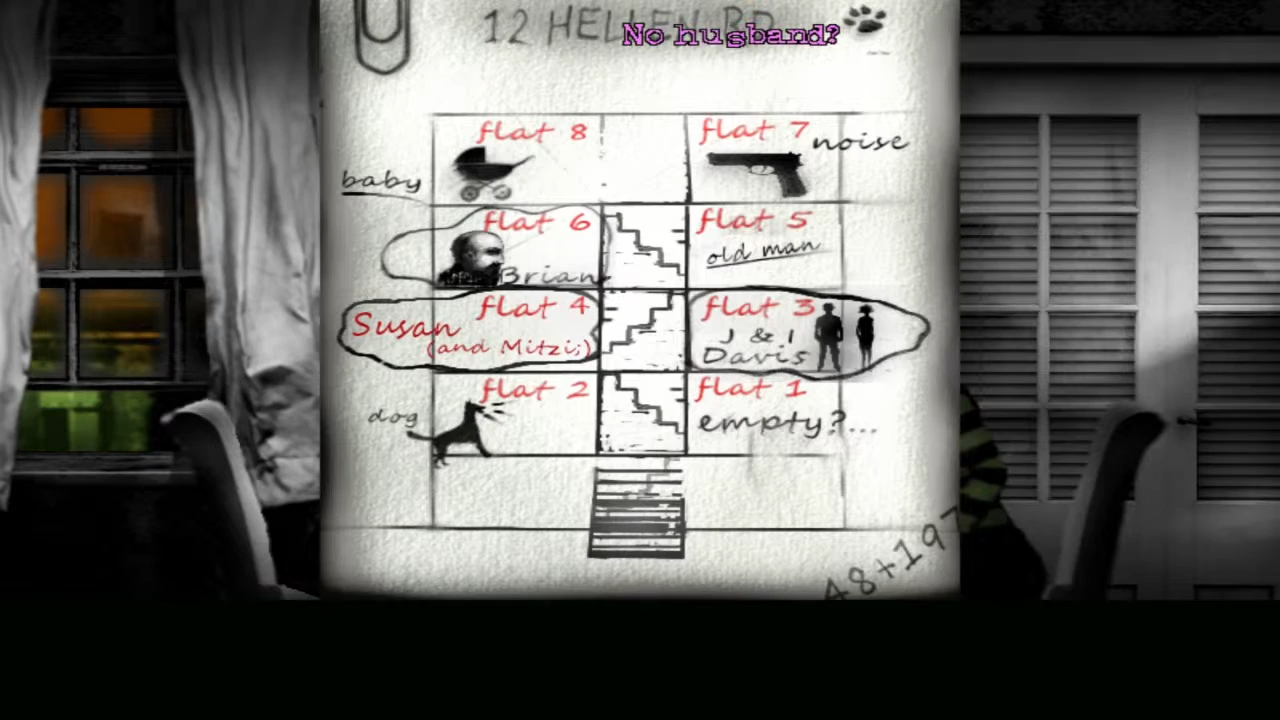 12 HELLEN RD
No husband?
flat 8
flat 7
noise
baby
flat 6
flat 5
old man
Brian
flat 4
flat 3
Susan
(and Mitzi;)
J & I
Davis
flat 2
flat 1
dog
empty?...
48+197